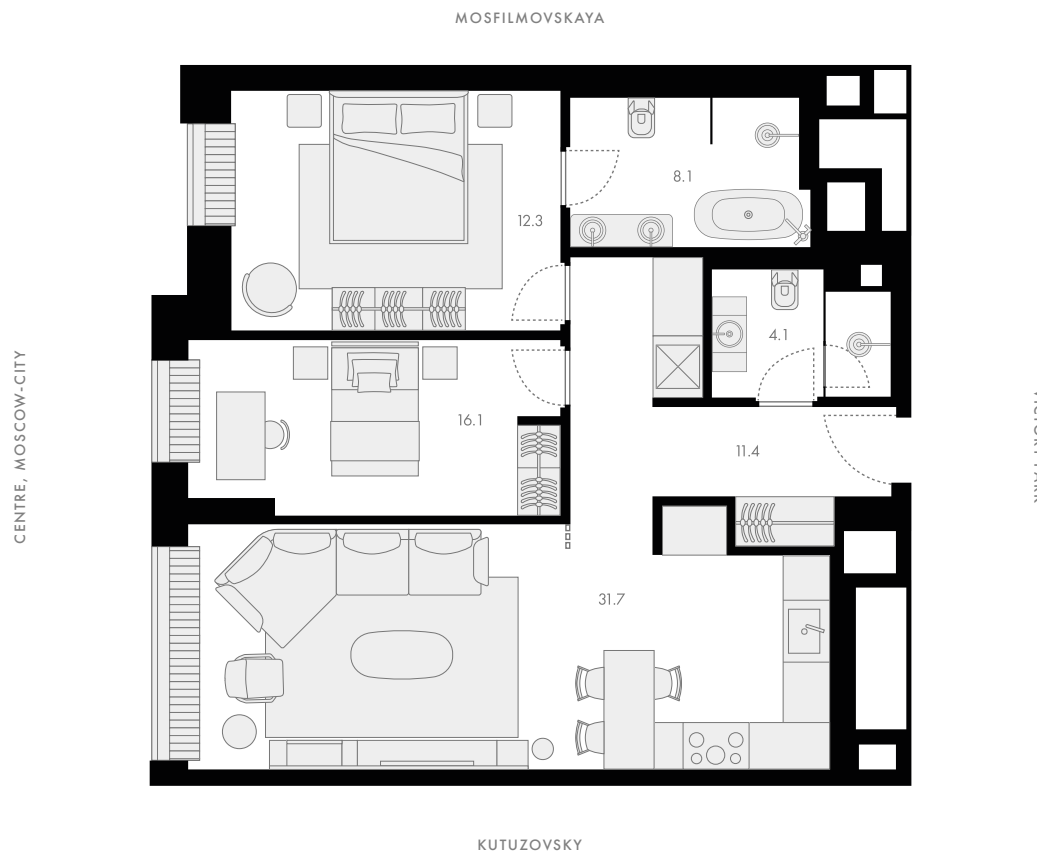 MOSFILMOVSKAYA
8.1
12.3
4.1
CENTRE, MOSCOW-CITY
16.1
11.4
31.7
KUTUZOVSKY